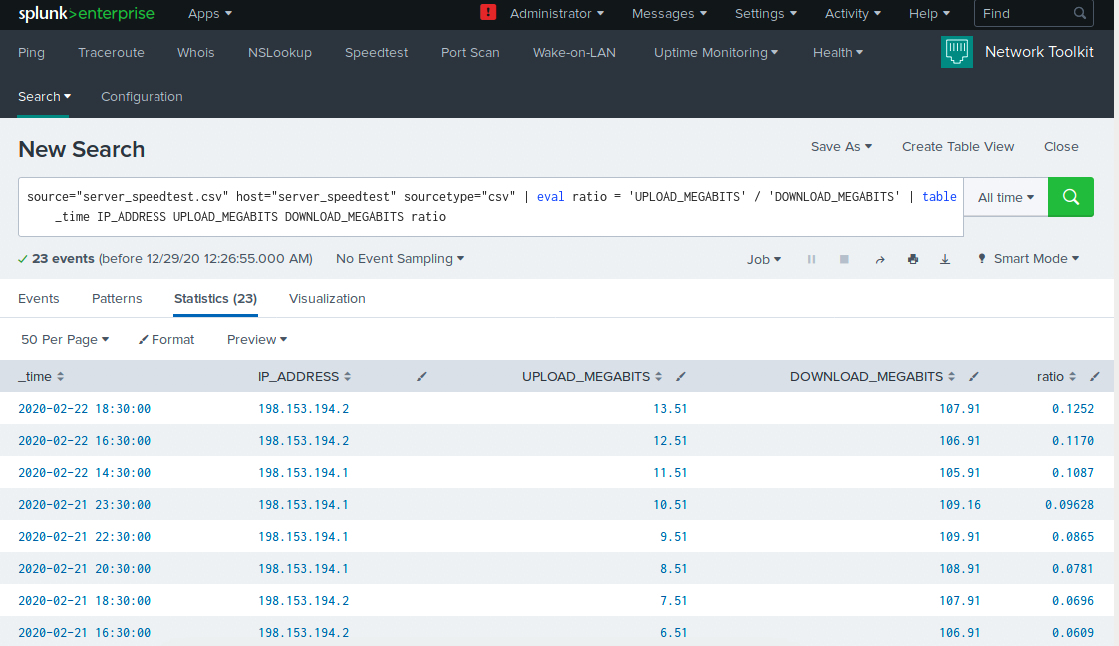 splunk>enterprise Apps ! Administrator Messages Settings Activity Help Find
Ping Traceroute Whois NSLookup Speedtest Port Scan Wake-on-LAN Uptime Monitoring Health Network Toolkit
Search Configuration
New Search Save As Create Table View Close
source="server_speedtest.csv" host="server_speedtest" sourcetype="csv" | eval ratio = 'UPLOAD_MEGABITS' / 'DOWNLOAD_MEGABITS' | table All time
_time IP_ADDRESS UPLOAD_MEGABITS DOWNLOAD_MEGABITS ratio
✓ 23 events (before 12/29/20 12:26:55.000 AM) No Event Sampling Job Smart Mode
Events Patterns Statistics (23) Visualization
50 Per Page Format Preview
_time IP_ADDRESS UPLOAD_MEGABITS DOWNLOAD_MEGABITS ratio
2020-02-22 18:30:00 198.153.194.2 13.51 107.91 0.1252
2020-02-22 16:30:00 198.153.194.2 12.51 106.91 0.1170
2020-02-22 14:30:00 198.153.194.1 11.51 105.91 0.1087
2020-02-21 23:30:00 198.153.194.1 10.51 109.16 0.09628
2020-02-21 22:30:00 198.153.194.1 9.51 109.91 0.0865
2020-02-21 20:30:00 198.153.194.1 8.51 108.91 0.0781
2020-02-21 18:30:00 198.153.194.2 7.51 107.91 0.0696
2020-02-21 16:30:00 198.153.194.2 6.51 106.91 0.0609